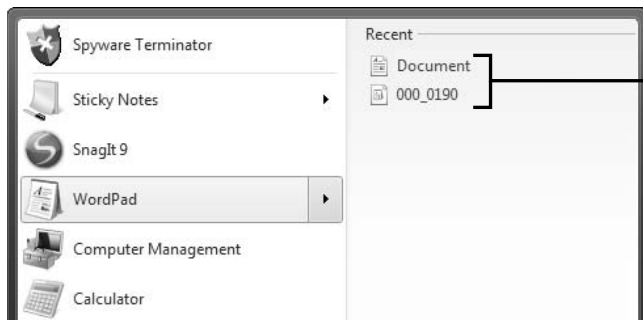 Spyware Terminator
Sticky Notes
SnagIt 9
WordPad
Computer Management
Calculator
Recent
Document
000_0190